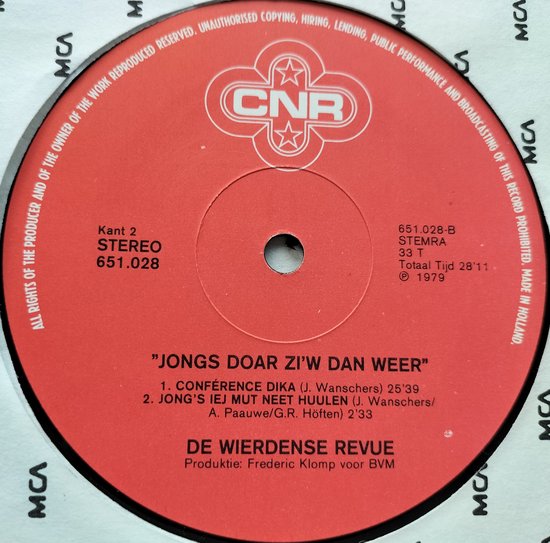 ALL RIGHTS OF THE PRODUCER AND OF THE OWNER OF THE WORK REPRODUCED RESERVED. UNAUTHORISED COPYING, HIRING, LENDING, PUBLIC PERFORMANCE AND BROADCASTING OF THIS RECORD PROHIBITED. MADE IN HOLLAND.
CNR
Kant 2
STEREO
651.028
651.028-B
STEMRA
33 T
Totaal Tijd 28'11
℗ 1979
"JONGS DOAR ZI'W DAN WEER"
1. CONFÉRENCE DIKA (J. Wanschers) 25'39
2. JONG'S IEJ MUT NEET HUULEN (J. Wanschers/
A. Paauwe/G.R. Höften) 2'33
DE WIERDENSE REVUE
Produktie: Frederic Klomp voor BVM
MCA
MCA
MCA
MCA
MCA
MCA